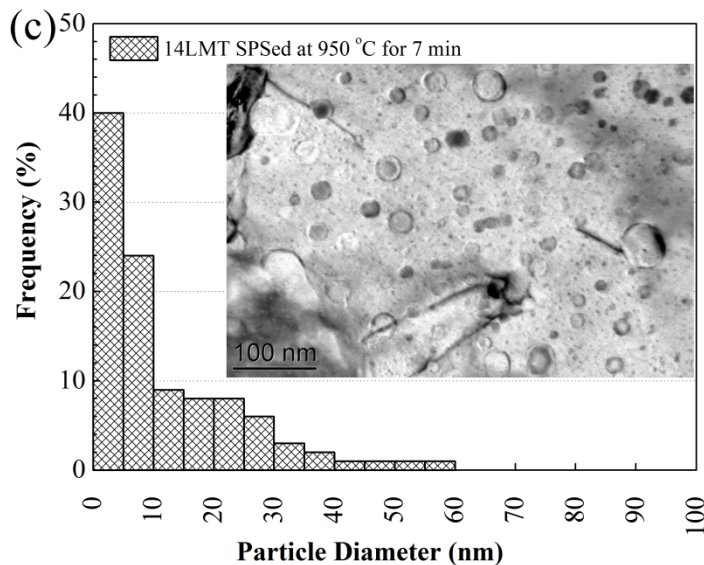 (c)
14LMT SPSed at 950 °C for 7 min
Frequency (%)
50
40
30
20
10
0
100 nm
0 10 20 30 40 50 60 70 80 90 100
Particle Diameter (nm)